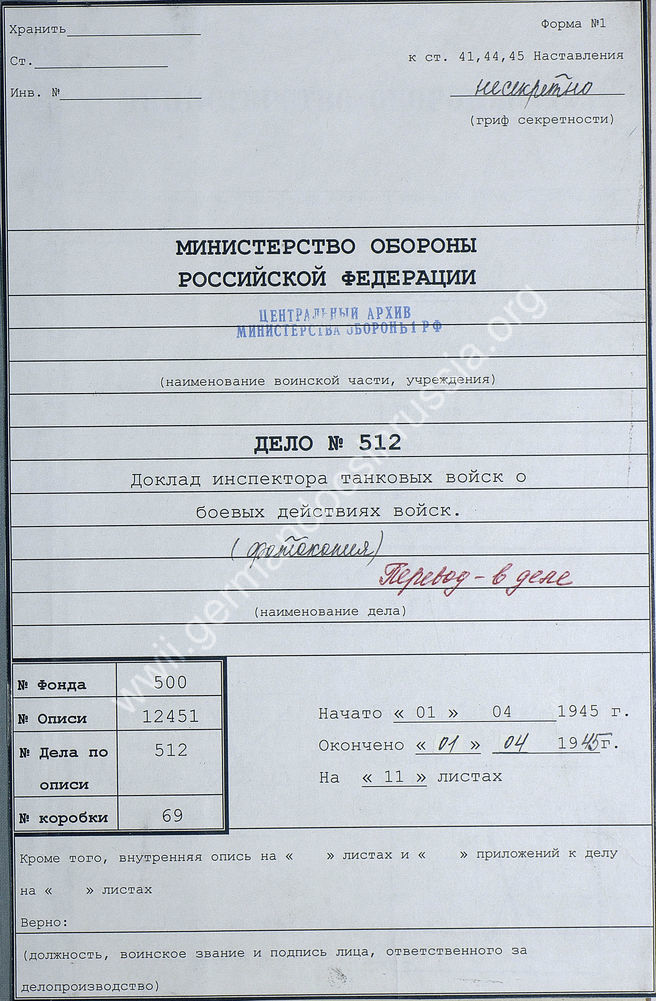 Хранить
Форма №1
Ст.
к ст. 41,44,45 Наставления
Инв. №
несекретно
(гриф секретности)
МИНИСТЕРСТВО ОБОРОНЫ
РОССИЙСКОЙ ФЕДЕРАЦИИ
ЦЕНТРАЛЬНЫЙ АРХИВ
МИНИСТЕРСТВА ОБОРОНЫ РФ
(наименование воинской части, учреждения)
ДЕЛО № 512
Доклад инспектора танковых войск о
боевых действиях войск.
(фотокопия)
Перевод - в деле
(наименование дела)
№ Фонда 500
№ Описи 12451
№ Дела по 512
описи
№ коробки 69
Начато « 01 » 04 1945 г.
Окончено « 01 » 04 1945г.
На « 11 » листах
Кроме того, внутренняя опись на « » листах и « » приложений к делу
на « » листах
Верно:
(должность, воинское звание и подпись лица, ответственного за
делопроизводство)
wwii.germandocsinrussia.org